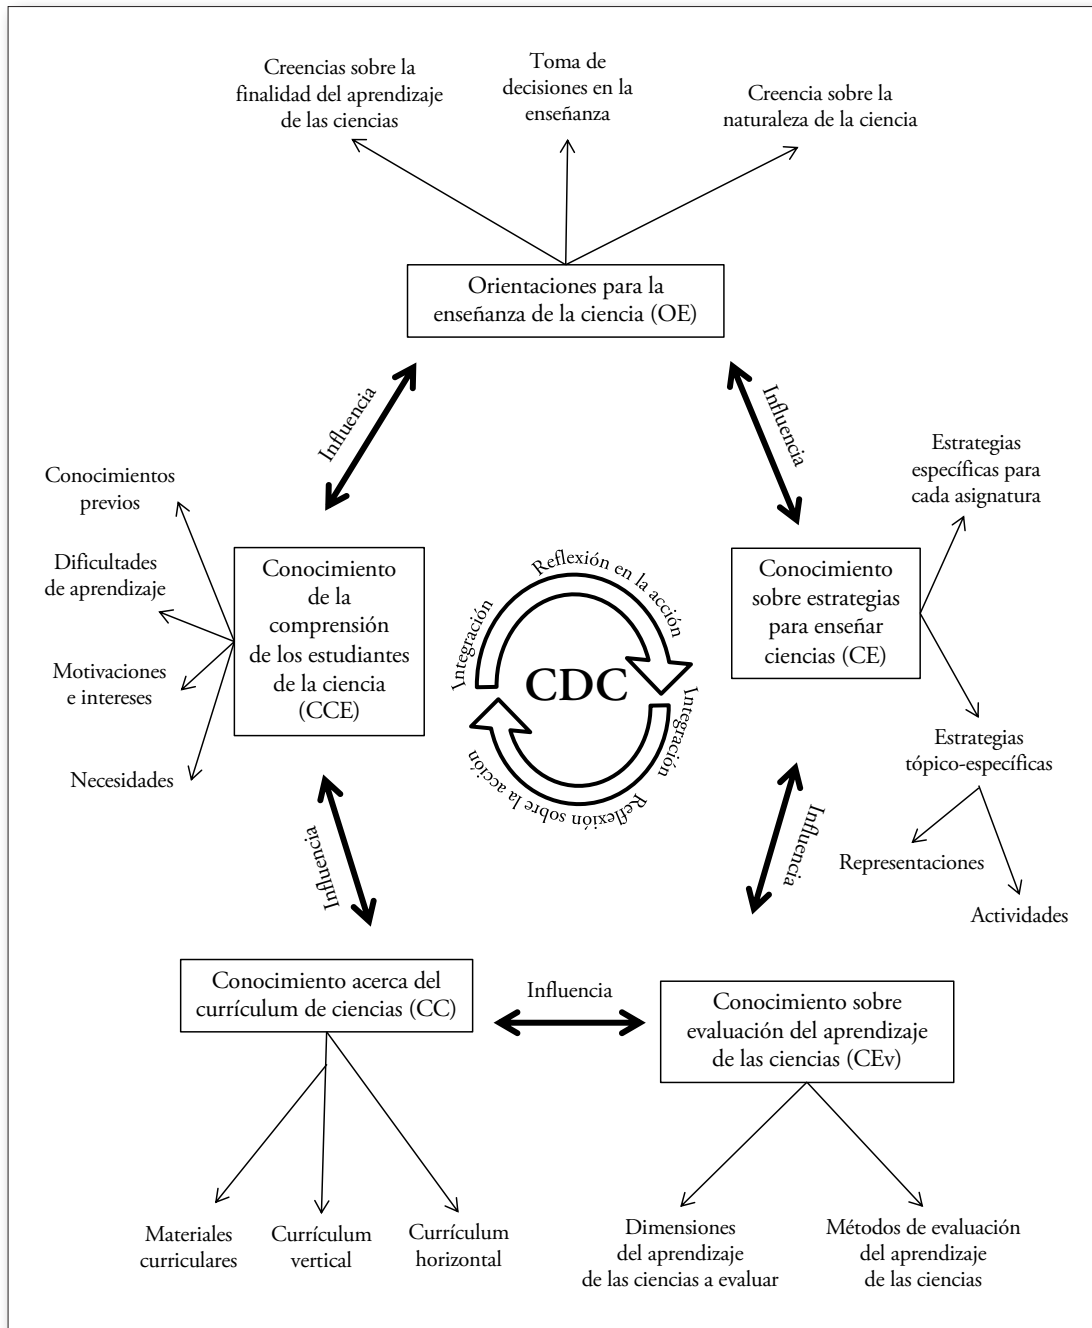 Creencias sobre la
finalidad del aprendizaje
de las ciencias
Toma de
decisiones en la
enseñanza
Creencia sobre la
naturaleza de la ciencia
Orientaciones para la
enseñanza de la ciencia (OE)
Influencia
Influencia
Conocimientos
previos
Dificultades
de aprendizaje
Motivaciones
e intereses
Necesidades
Conocimiento
de la
comprensión
de los estudiantes
de la ciencia
(CCE)
Integración
Reflexión en la acción
CDC
Integración
Reflexión sobre la acción
Conocimiento
sobre estrategias
para enseñar
ciencias (CE)
Estrategias
específicas para
cada asignatura
Estrategias
tópico-específicas
Representaciones
Actividades
Influencia
Influencia
Conocimiento acerca del
currículum de ciencias (CC)
Influencia
Conocimiento sobre
evaluación del aprendizaje
de las ciencias (CEv)
Materiales
curriculares
Currículum
vertical
Currículum
horizontal
Dimensiones
del aprendizaje
de las ciencias a evaluar
Métodos de evaluación
del aprendizaje
de las ciencias